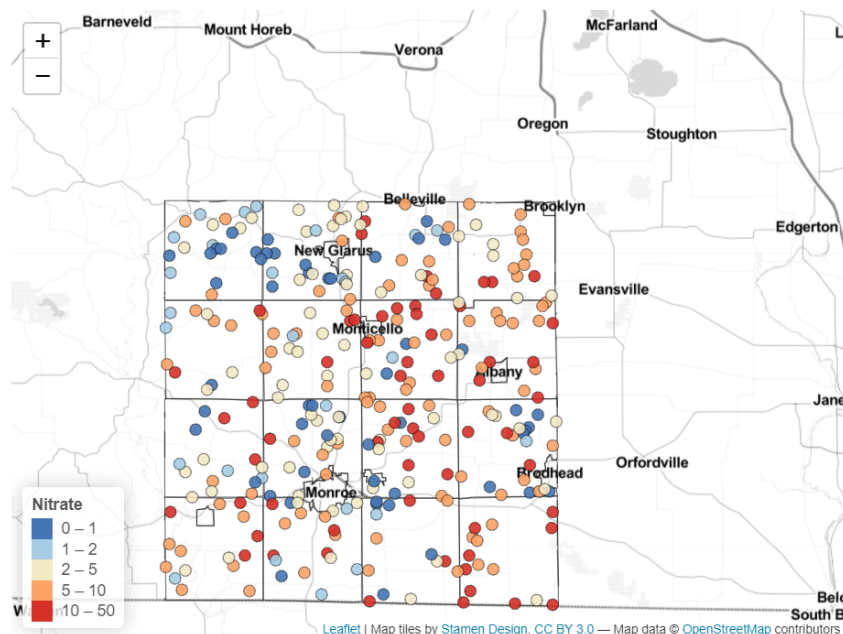 Barneveld
Mount Horeb
McFarland
L
+
−
Verona
Oregon
Stoughton
Belleville
Brooklyn
Edgerton
New Glarus
Evansville
Monticello
Albany
Jane
Orfordville
Brodhead
Monroe
Nitrate
0 – 1
1 – 2
2 – 5
5 – 10
10 – 50
Belo
South B
Leaflet | Map tiles by Stamen Design, CC BY 3.0 — Map data © OpenStreetMap contributors